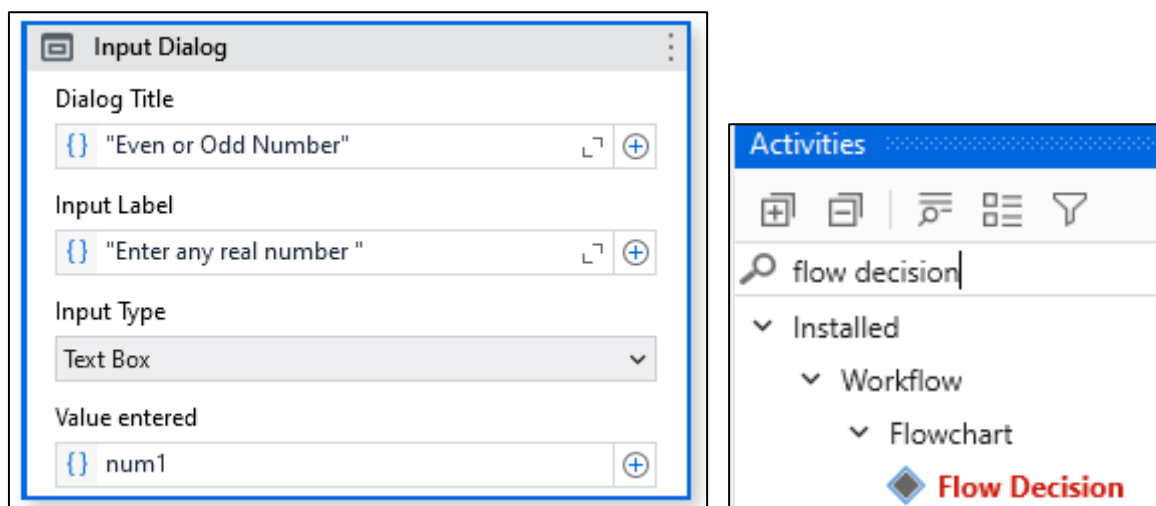 Input Dialog
Dialog Title
{} "Even or Odd Number"
Input Label
{} "Enter any real number "
Input Type
Text Box
Value entered
{} num1
Activities
flow decision
Installed
Workflow
Flowchart
Flow Decision